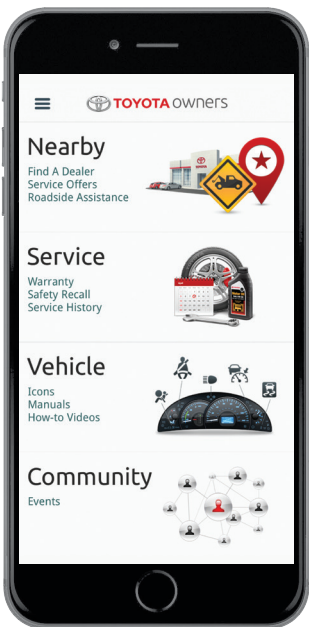 TOYOTA OWNERS
Nearby
Find A Dealer
Service Offers
Roadside Assistance
TOYOTA
Service
Warranty
Safety Recall
Service History
Vehicle
Icons
Manuals
How-to Videos
Community
Events